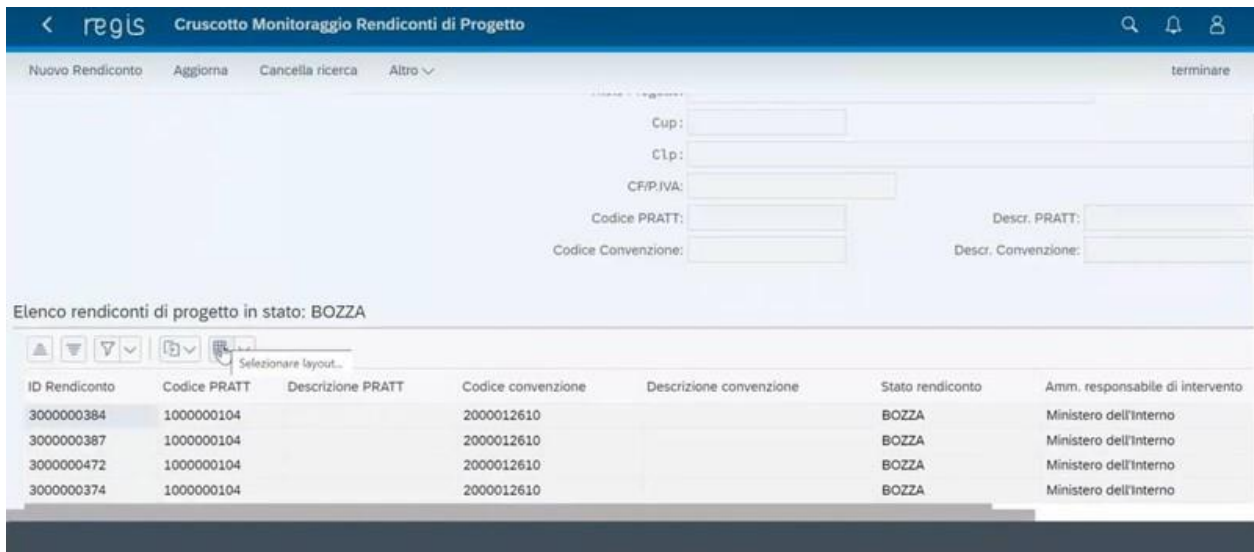 regis Cruscotto Monitoraggio Rendiconti di Progetto
Nuovo Rendiconto Aggiorna Cancella ricerca Altro terminare
Cup:
Clp:
CF/P.IVA:
Codice PRATT: Descr. PRATT:
Codice Convenzione: Descr. Convenzione:
Elenco rendiconti di progetto in stato: BOZZA
Selezionare layout...
ID Rendiconto Codice PRATT Descrizione PRATT Codice convenzione Descrizione convenzione Stato rendiconto Amm. responsabile di intervento
3000000384 1000000104 2000012610 BOZZA Ministero dell'Interno
3000000387 1000000104 2000012610 BOZZA Ministero dell'Interno
3000000472 1000000104 2000012610 BOZZA Ministero dell'Interno
3000000374 1000000104 2000012610 BOZZA Ministero dell'Interno